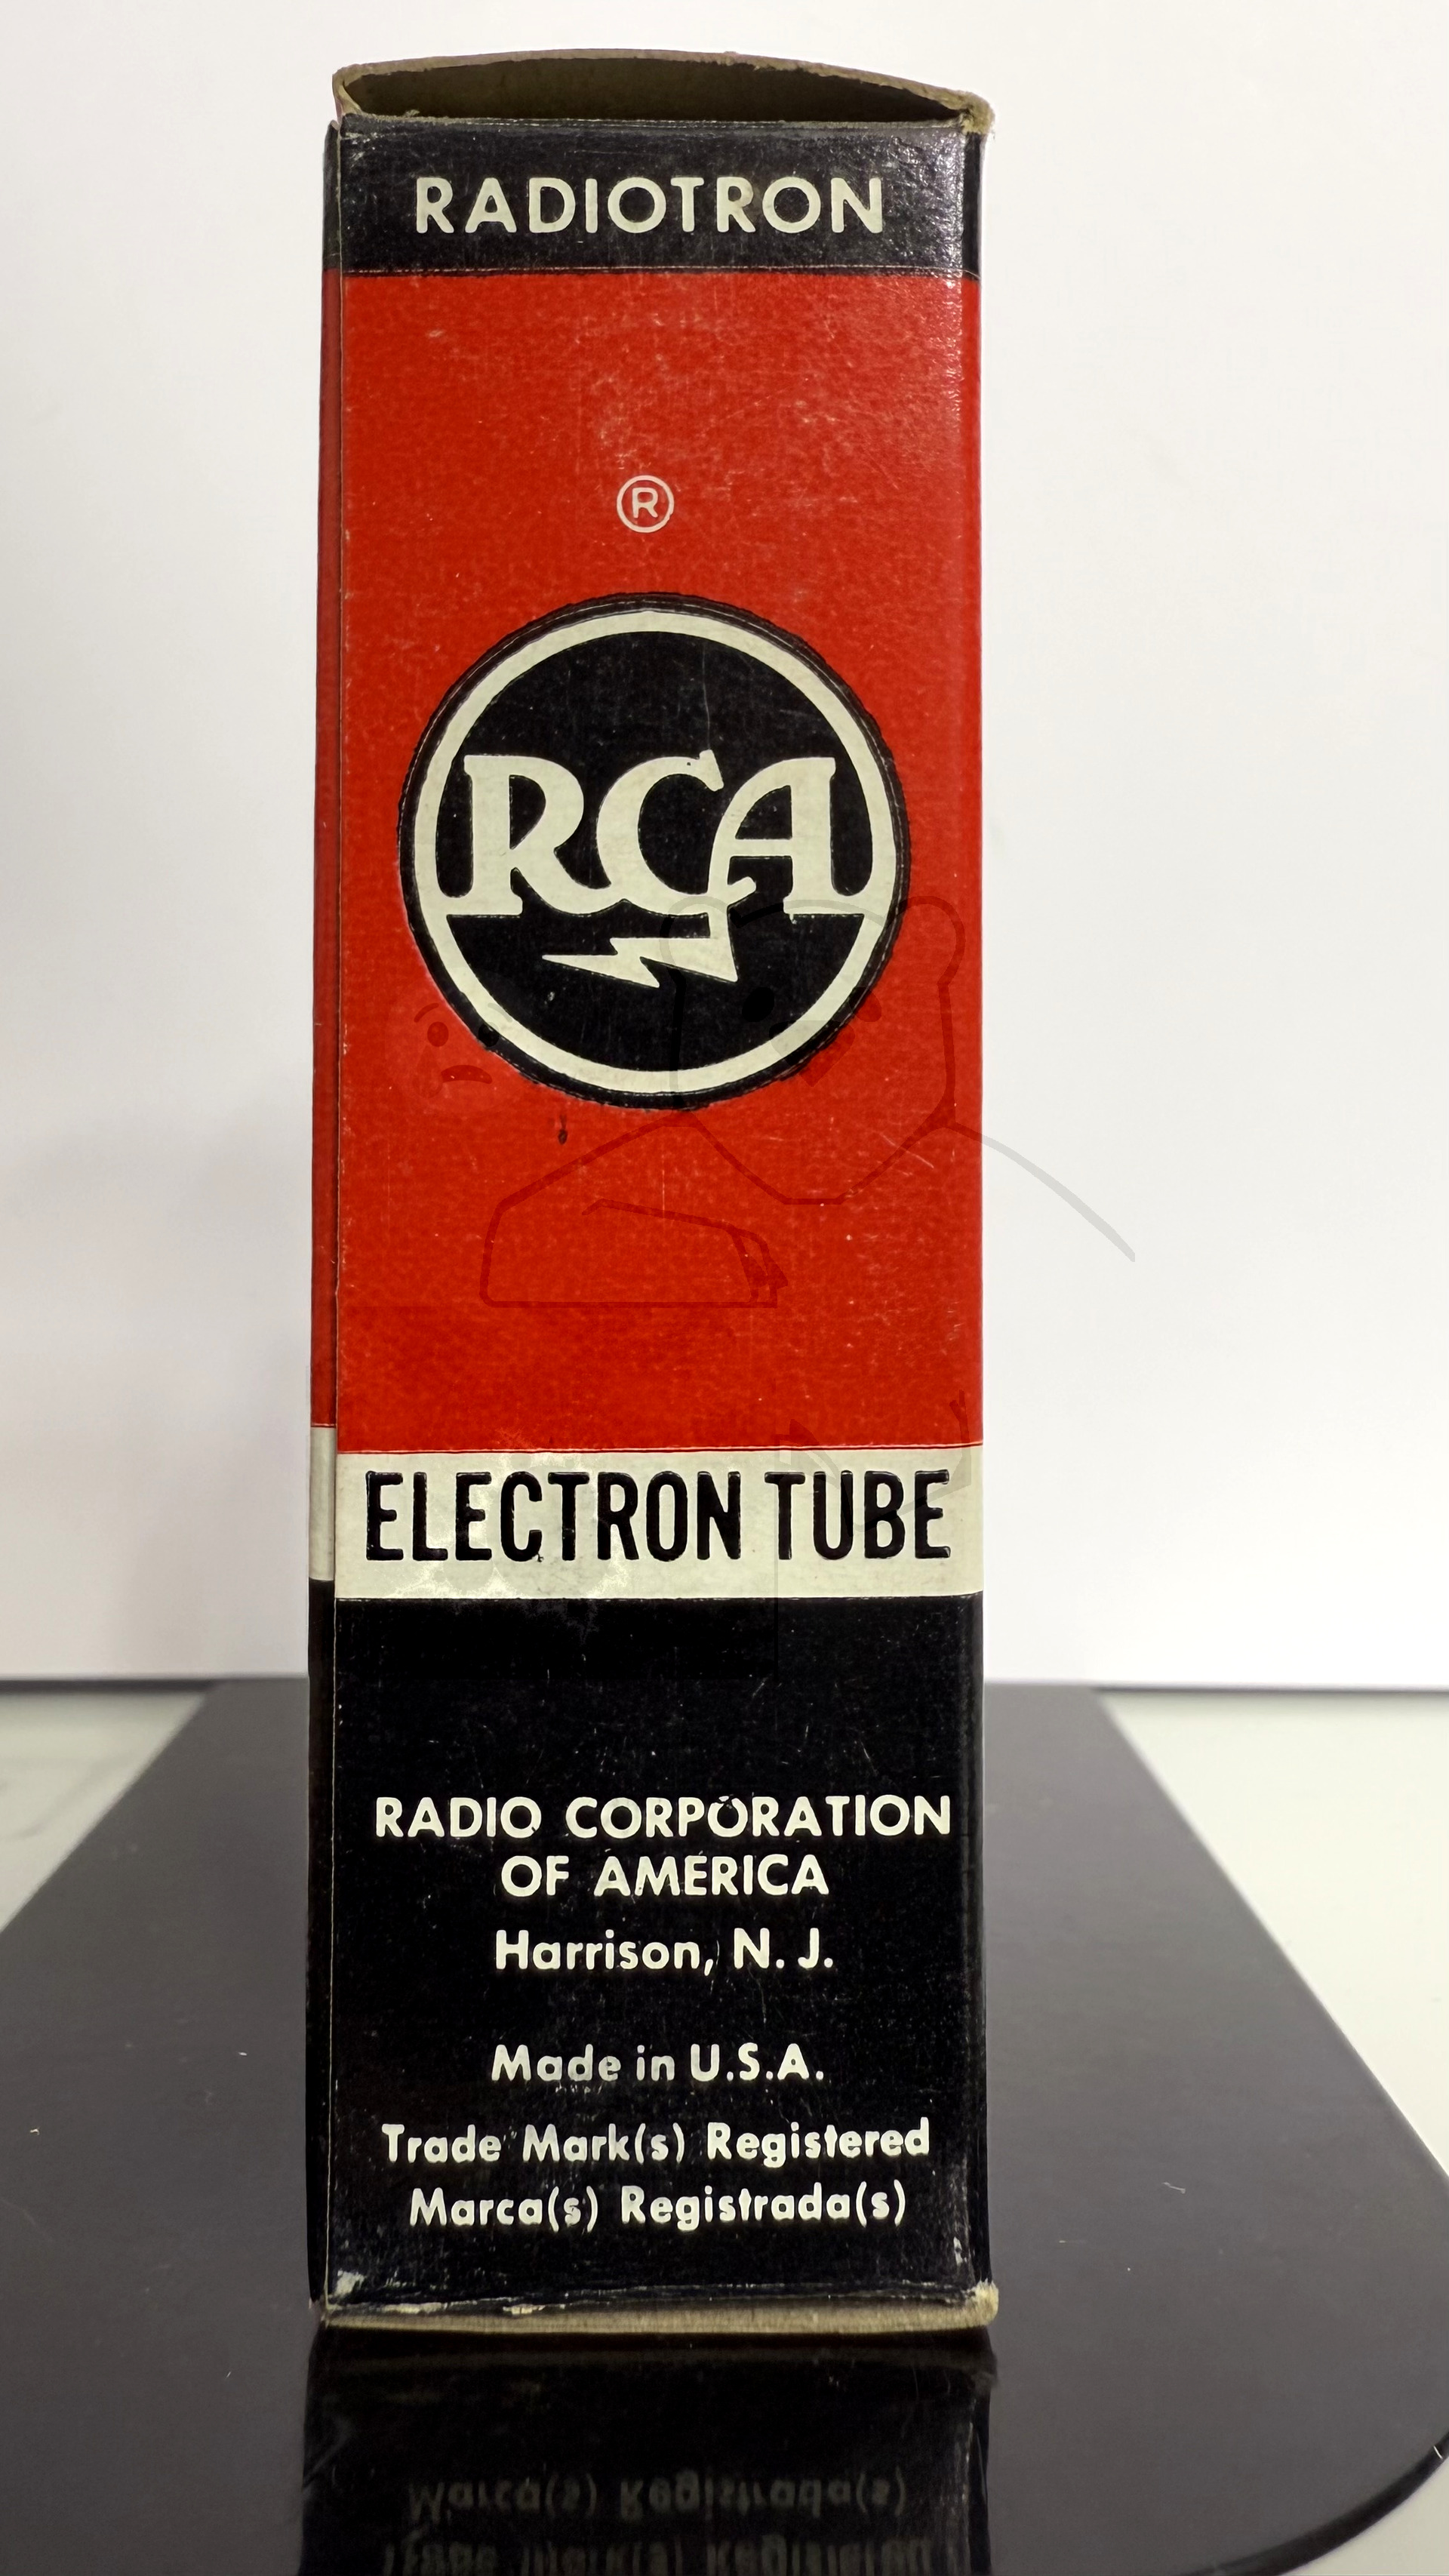 RADIOTRON
®
RCA
ELECTRON TUBE
RADIO CORPORATION
OF AMERICA
Harrison, N. J.
Made in U.S.A.
Trade Mark(s) Registered
Marca(s) Registrada(s)